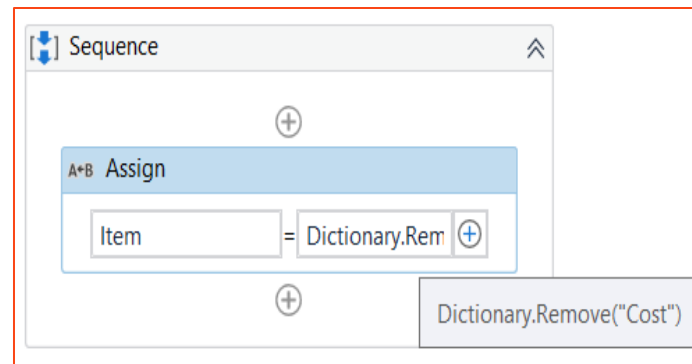 Sequence
A←B Assign
Item = Dictionary.Rem
Dictionary.Remove("Cost")